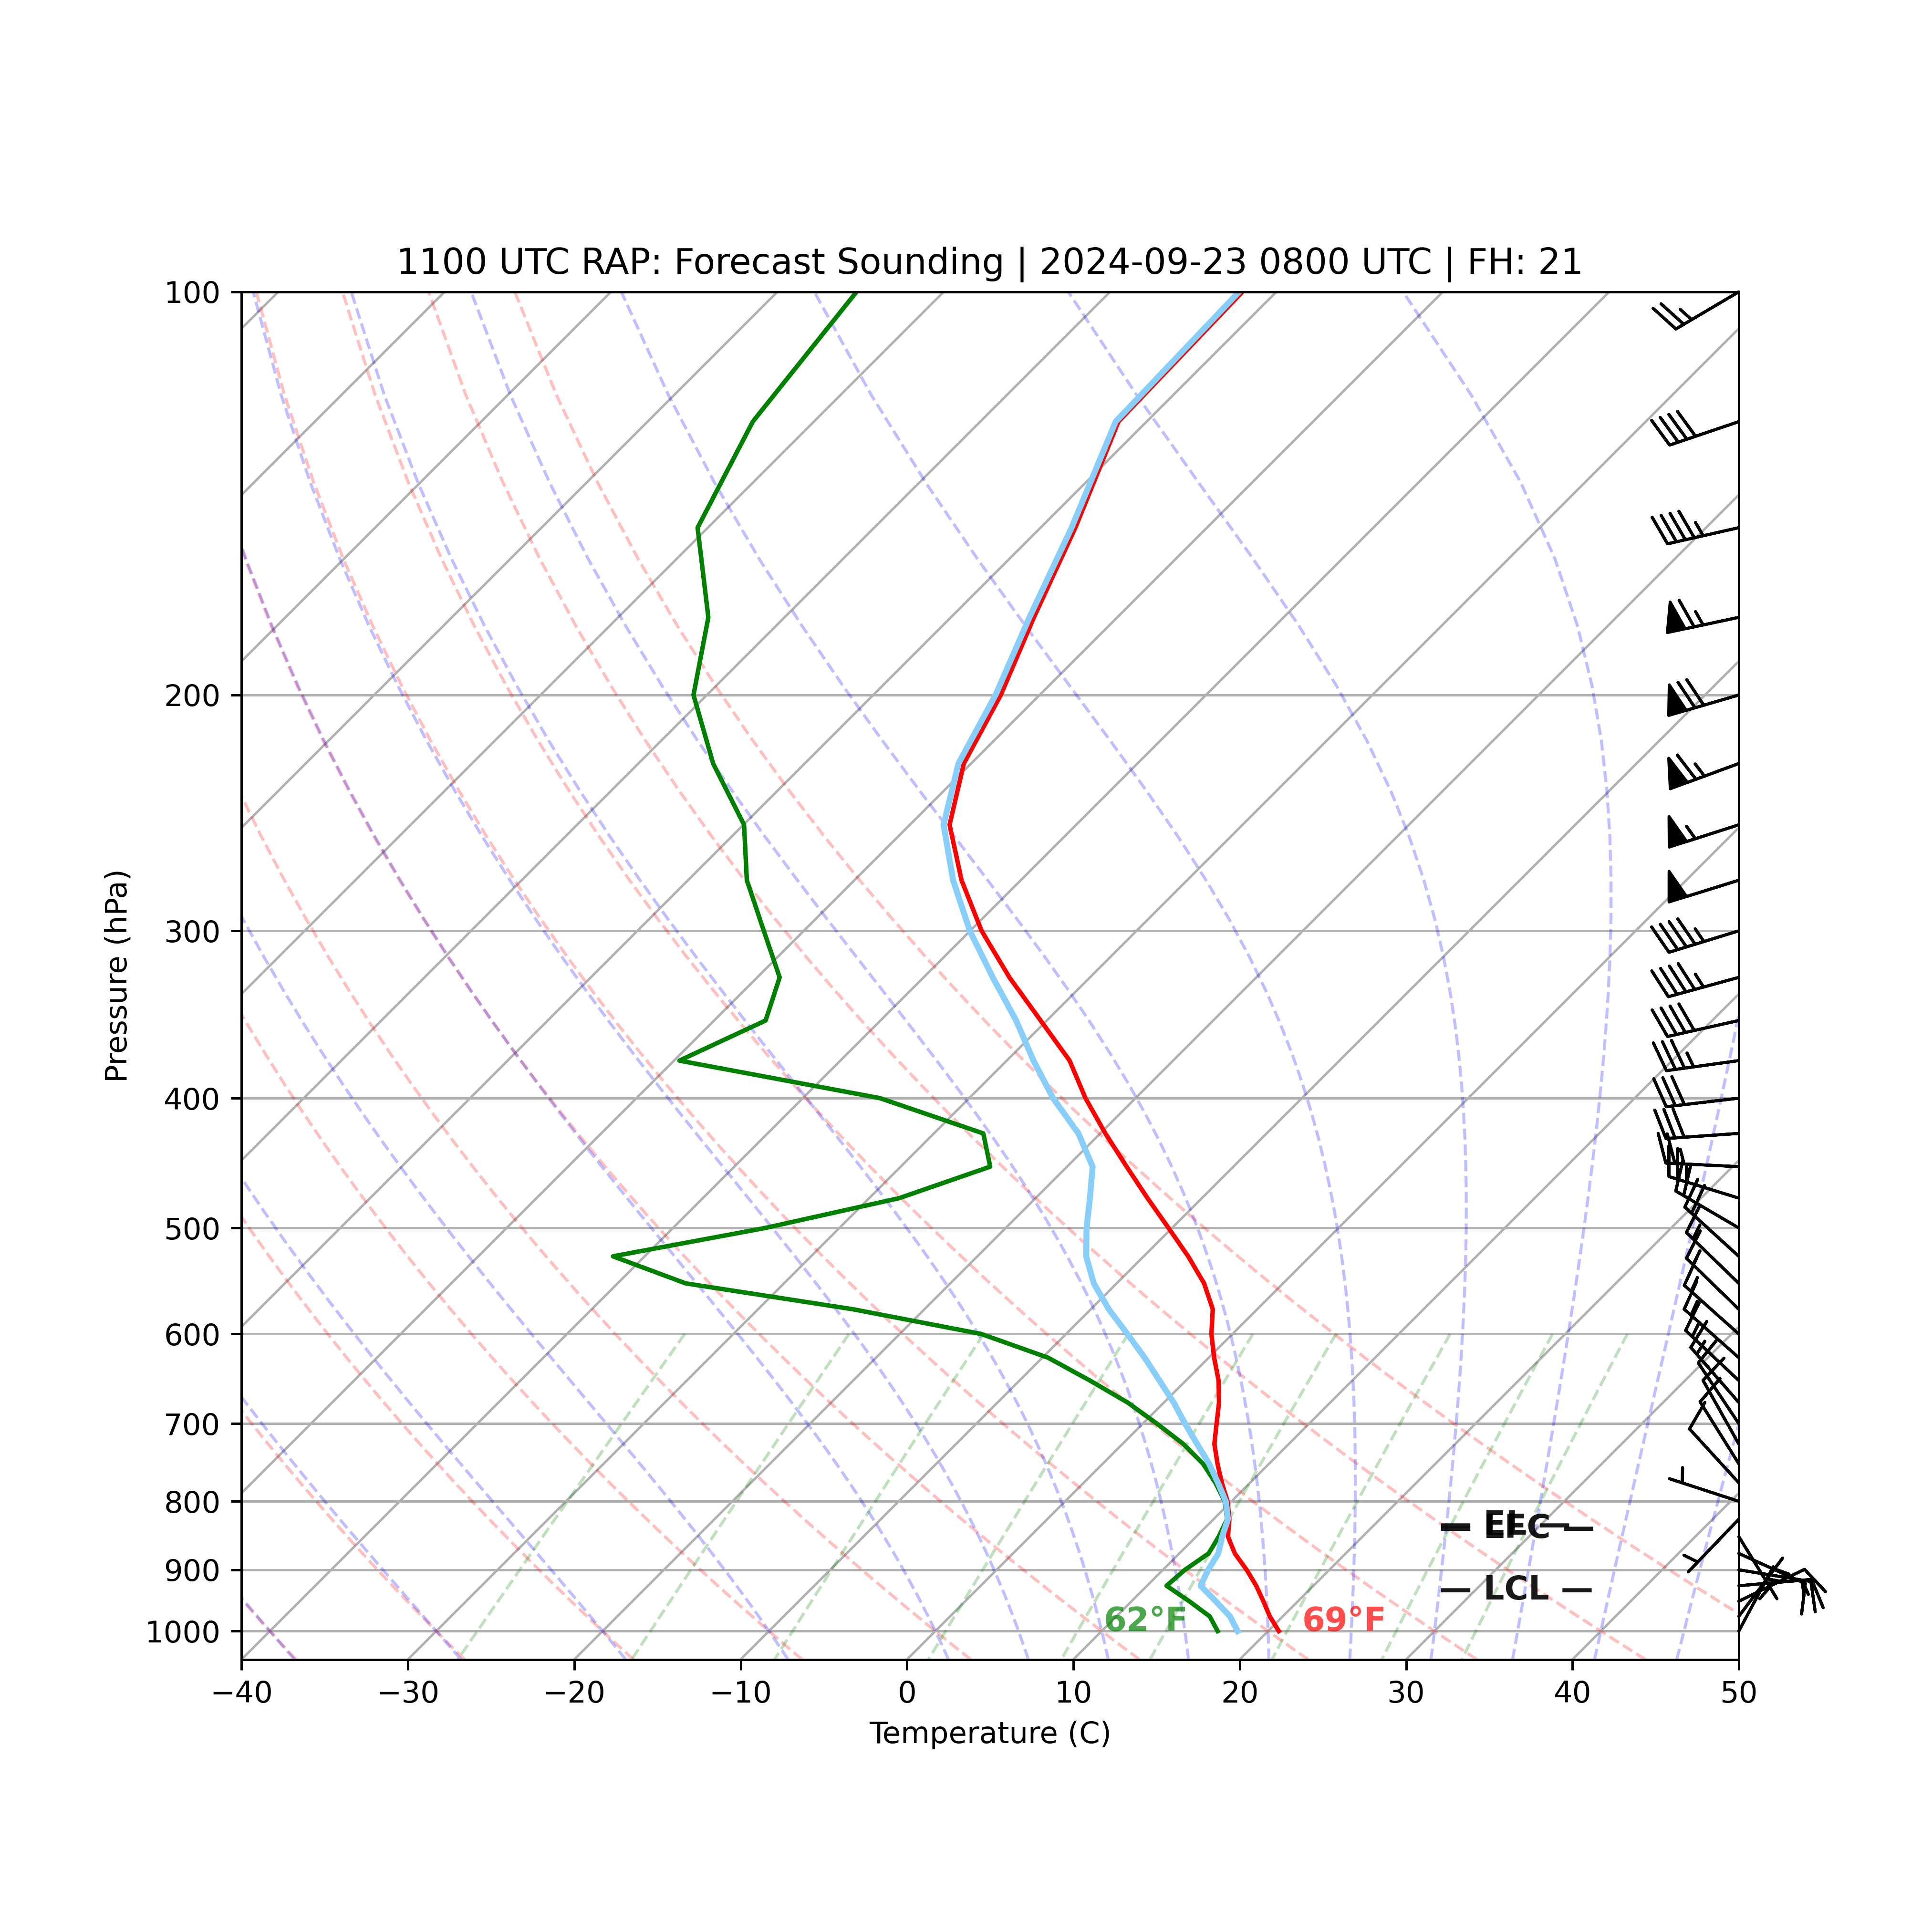 1100 UTC RAP: Forecast Sounding | 2024-09-23 0800 UTC | FH: 21
100
200
300
400
500
600
700
800
900
1000
Pressure (hPa)
— EL —
— LFC —
— LCL —
62°F
69°F
−40 −30 −20 −10 0 10 20 30 40 50
Temperature (C)